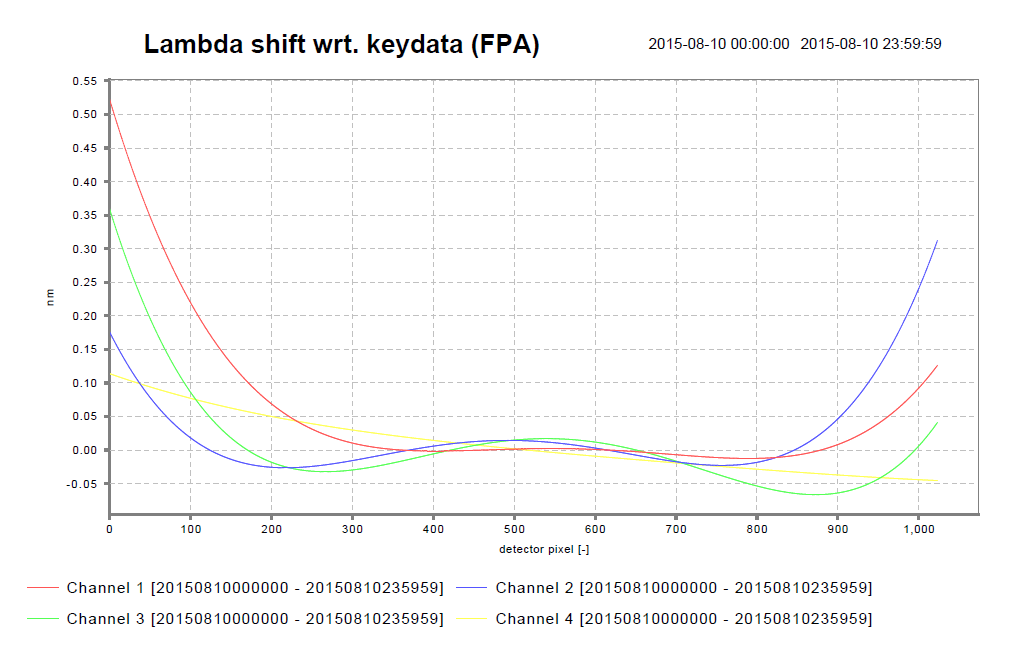 Lambda shift wrt. keydata (FPA) 2015-08-10 00:00:00 2015-08-10 23:59:59
0.55
0.50
0.45
0.40
0.35
0.30
0.25
0.20
0.15
0.10
0.05
0.00
-0.05
nm
0 100 200 300 400 500 600 700 800 900 1,000
detector pixel [-]
Channel 1 [20150810000000 - 20150810235959] Channel 2 [20150810000000 - 20150810235959]
Channel 3 [20150810000000 - 20150810235959] Channel 4 [20150810000000 - 20150810235959]